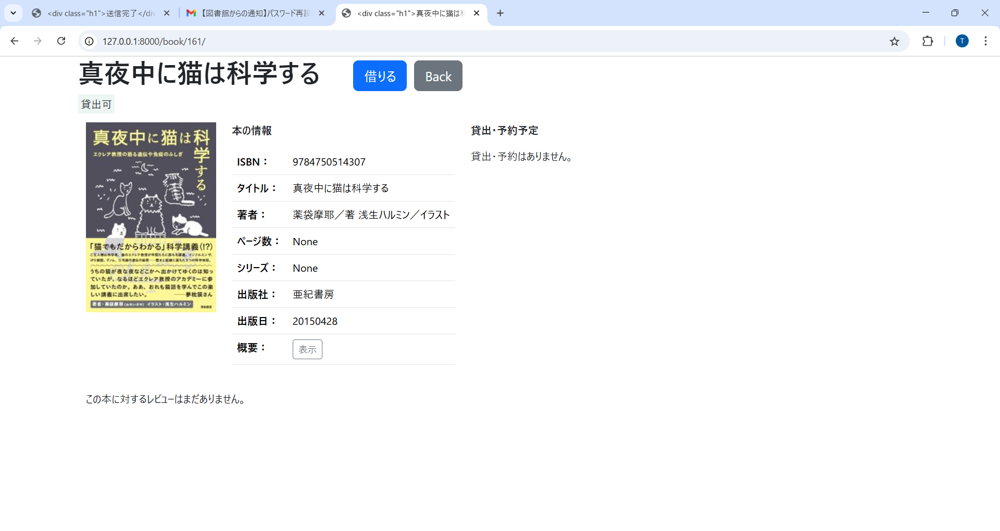 <div class="h1">送信完了</div
【図書館からの通知】パスワード再設
<div class="h1">真夜中に猫は科
127.0.0.1:8000/book/161/
T
真夜中に猫は科学する
借りる
Back
貸出可
真夜中に猫は科学する
エクレア教授の語る遺伝や免疫のふしぎ
「猫でもだからわかる」科学講義(!?)
うちの猫が夜な夜などこかへ出かけてゆくのは知っ
ていたが、なるほどエクレア教授のアカデミーに参
加していたのか。ああ、おれも猫語を学んでこの楽
しい講義に出席したい。 ――夢枕獏さん
著者・薬袋摩耶(みないまや) イラスト・浅生ハルミン
亜紀書房
本の情報
ISBN： 9784750514307
タイトル： 真夜中に猫は科学する
著者： 薬袋摩耶／著 浅生ハルミン／イラスト
ページ数： None
シリーズ： None
出版社： 亜紀書房
出版日： 20150428
概要： 表示
貸出・予約予定
貸出・予約はありません。
この本に対するレビューはまだありません。